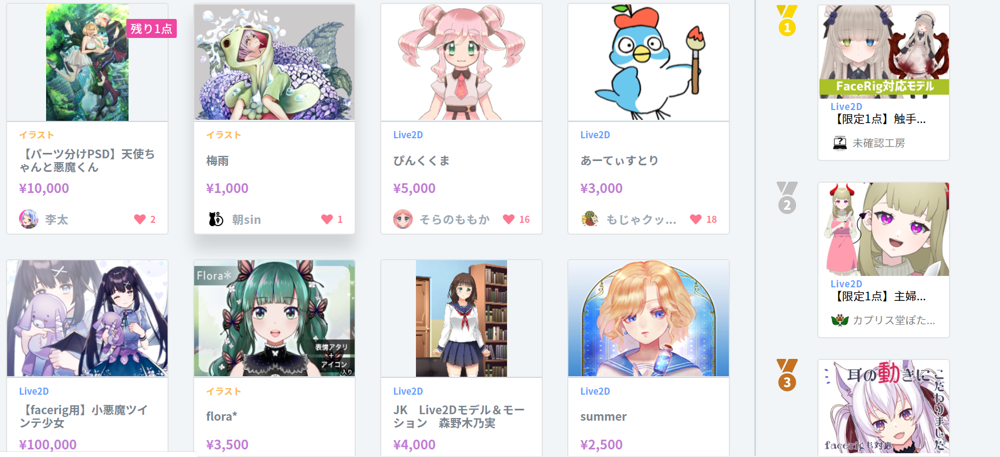 残り1点
イラスト
【パーツ分けPSD】天使ち
ゃんと悪魔くん
¥10,000
李太
2
イラスト
梅雨
¥1,000
朝sin
1
Live2D
ぴんくくま
¥5,000
そらのももか
16
Live2D
あーてぃすとり
¥3,000
もじゃクッ...
18
Live2D
【facerig用】小悪魔ツイ
ンテ少女
¥100,000
Flora*
表情アタリ
+
アイコン
入り
イラスト
flora*
¥3,500
Live2D
JK　Live2Dモデル＆モー
ション　森野木乃実
¥4,000
Live2D
summer
¥2,500
1
FaceRig対応モデル
Live2D
【限定1点】触手...
?
未確認工房
2
Live2D
【限定1点】主婦...
カプリス堂ぽた...
3
耳の動きに
こだわりました
facerigも対応